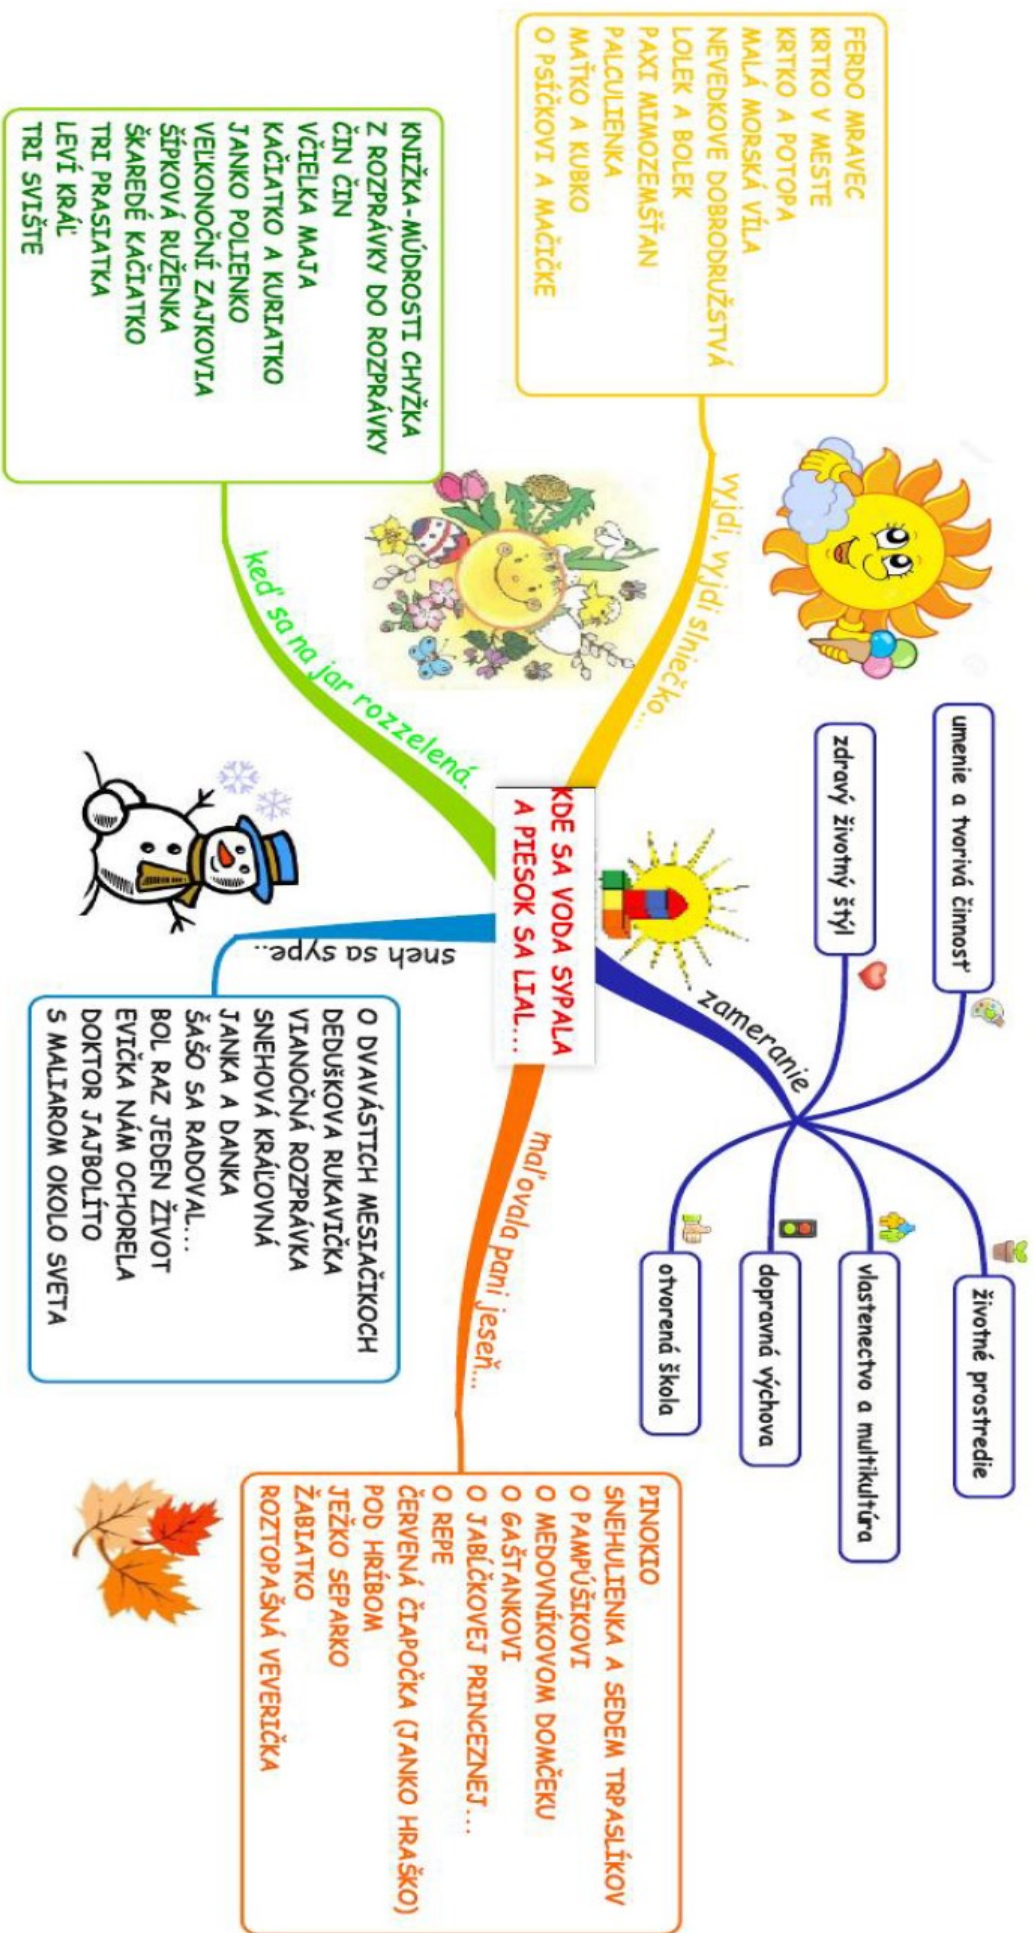 KDE SA VODA SYPALA
A PIESOK SA LIAL...
zameranie
umenie a tvorivá činnosť
zdravý životný štýl
životné prostredie
vlastenectvo a multikultúra
dopravná výchova
otvorená škola
maľovala pani jeseň...
PINOKIO
SNEHULIENKA A SEDEM TRPASLÍKOV
O PAMPÚŠIKOVI
O MEDOVNÍKOVOM DOMČEKU
O GAŠTANKOVI
O JABĹČKOVEJ PRINCEZNEJ...
O REPE
ČERVENÁ ČIAPOČKA (JANKO HRAŠKO)
POD HRÍBOM
JEŽKO SEPARKO
ŽABIATKO
ROZTOPAŠNÁ VEVERIČKA
sneh sa sype..
O DVAVÁSTICH MESIAČIKOCH
DEDUŠKOVA RUKAVIČKA
VIANOČNÁ ROZPRÁVKA
SNEHOVÁ KRÁĽOVNÁ
JANKA A DANKA
ŠAŠO SA RADOVAL...
BOL RAZ JEDEN ŽIVOT
EVIČKA NÁM OCHORELA
DOKTOR JAJBOLÍTO
S MALIAROM OKOLO SVETA
keď sa na jar rozzelená.
KNIŽKA-MÚDROSTI CHYŽKA
Z ROZPRÁVKY DO ROZPRÁVKY
ČIN ČIN
VČIELKA MAJA
KAČIATKO A KURIATKO
JANKO POLIENKO
VEĽKONOČNÍ ZAJKOVIA
ŠÍPKOVÁ RUŽENKA
ŠKAREDÉ KAČIATKO
TRI PRASIATKA
LEVÍ KRÁĽ
TRI SVIŠTE
vyjdi, vyjdi slniečko...
FERDO MRAVEC
KRTKO V MESTE
KRTKO A POTOPA
MALÁ MORSKÁ VÍLA
NEVEDKOVE DOBRODRUŽSTVÁ
LOLEK A BOLEK
PAXI MIMOZEMŠŤAN
PALCULIENKA
MAŤKO A KUBKO
O PSÍČKOVI A MAČIČKE